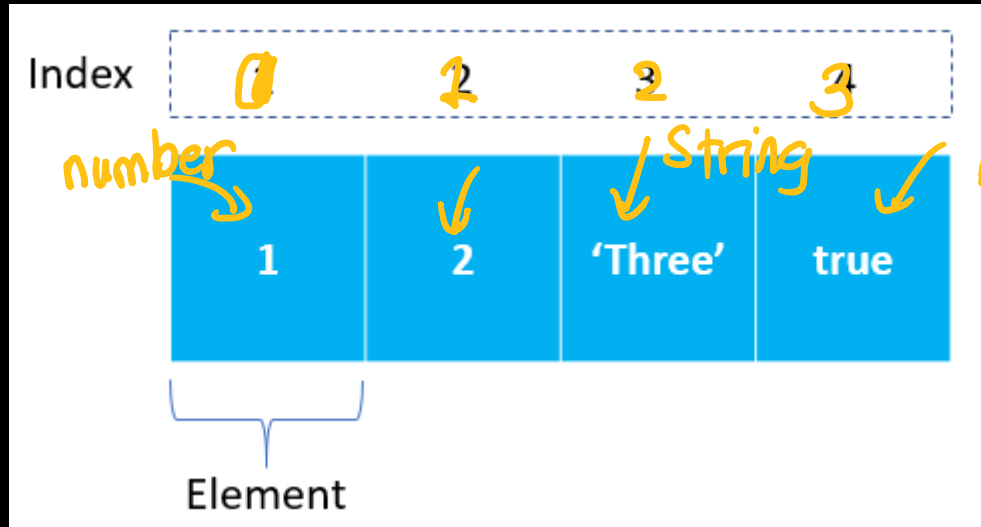 Index 0 1 2 3
number String
1 2 ‘Three’ true
Element